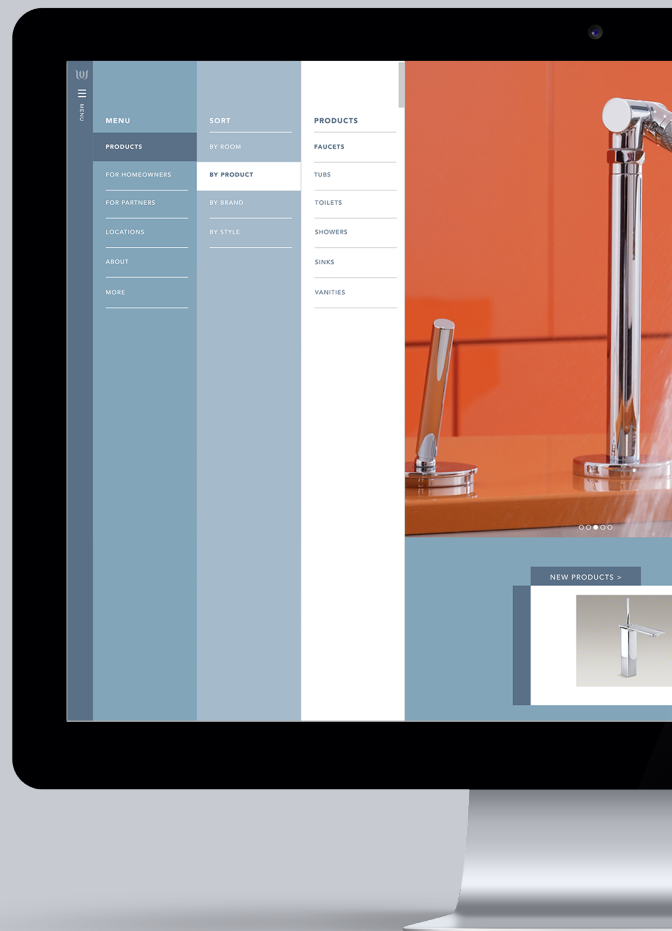 MENU
MENU
PRODUCTS
FOR HOMEOWNERS
FOR PARTNERS
LOCATIONS
ABOUT
MORE
SORT
BY ROOM
BY PRODUCT
BY BRAND
BY STYLE
PRODUCTS
FAUCETS
TUBS
TOILETS
SHOWERS
SINKS
VANITIES
NEW PRODUCTS >